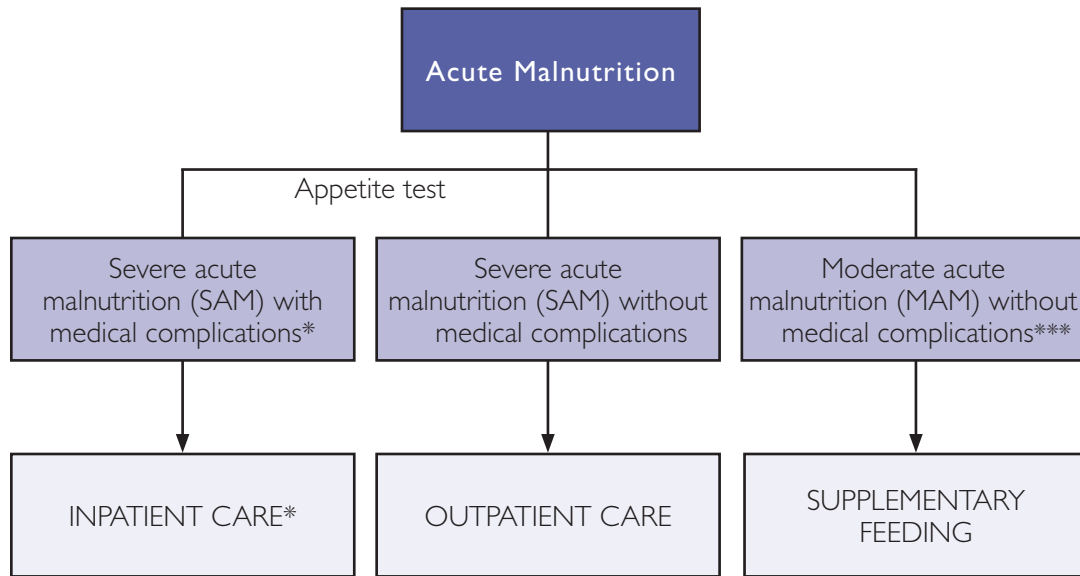 Acute Malnutrition
Appetite test
Severe acute
malnutrition (SAM) with
medical complications*
Severe acute
malnutrition (SAM) without
medical complications
Moderate acute
malnutrition (MAM) without
medical complications***
INPATIENT CARE*
OUTPATIENT CARE
SUPPLEMENTARY
FEEDING